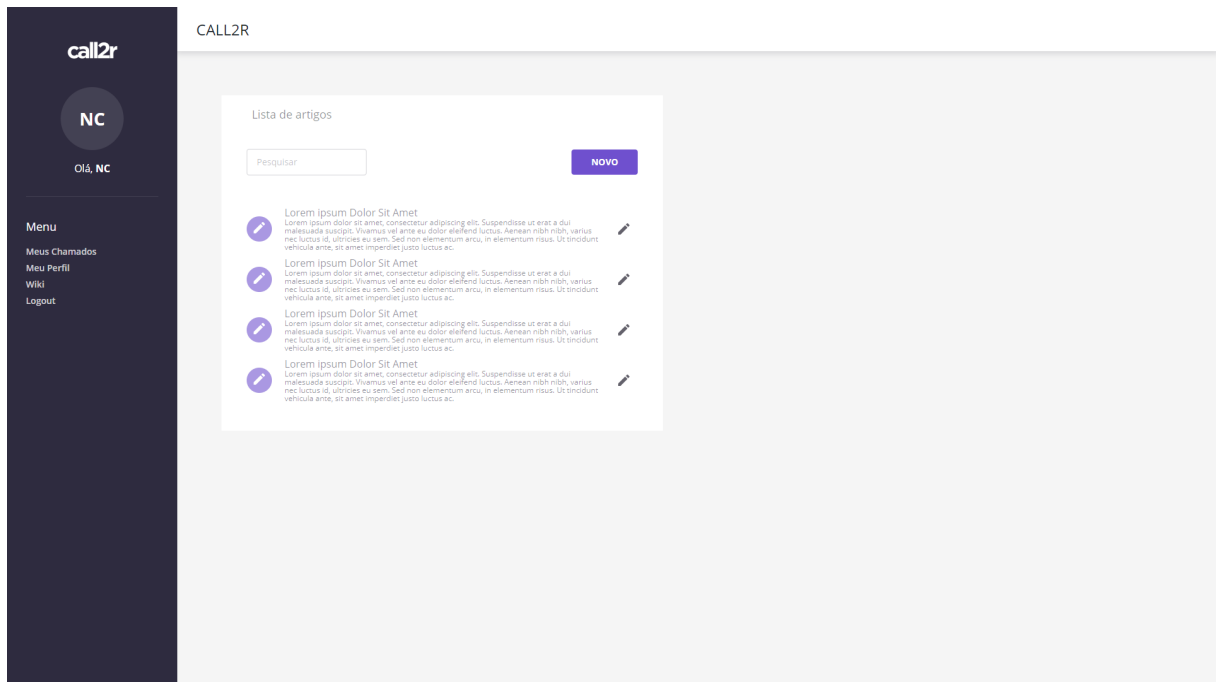 call2r
NC
Olá, NC
Menu
Meus Chamados
Meu Perfil
Wiki
Logout
CALL2R
Lista de artigos
Pesquisar
NOVO
Lorem ipsum Dolor Sit Amet
Lorem ipsum dolor sit amet, consectetur adipiscing elit. Suspendisse ut erat a dui
malesuada suscipit. Vivamus vel ante eu dolor eleifend luctus. Aenean nibh nibh, varius
nec luctus id, ultricies eu sem. Sed non elementum arcu, in elementum risus. Ut tincidunt
vehicula ante, sit amet imperdiet justo luctus ac.
Lorem ipsum Dolor Sit Amet
Lorem ipsum dolor sit amet, consectetur adipiscing elit. Suspendisse ut erat a dui
malesuada suscipit. Vivamus vel ante eu dolor eleifend luctus. Aenean nibh nibh, varius
nec luctus id, ultricies eu sem. Sed non elementum arcu, in elementum risus. Ut tincidunt
vehicula ante, sit amet imperdiet justo luctus ac.
Lorem ipsum Dolor Sit Amet
Lorem ipsum dolor sit amet, consectetur adipiscing elit. Suspendisse ut erat a dui
malesuada suscipit. Vivamus vel ante eu dolor eleifend luctus. Aenean nibh nibh, varius
nec luctus id, ultricies eu sem. Sed non elementum arcu, in elementum risus. Ut tincidunt
vehicula ante, sit amet imperdiet justo luctus ac.
Lorem ipsum Dolor Sit Amet
Lorem ipsum dolor sit amet, consectetur adipiscing elit. Suspendisse ut erat a dui
malesuada suscipit. Vivamus vel ante eu dolor eleifend luctus. Aenean nibh nibh, varius
nec luctus id, ultricies eu sem. Sed non elementum arcu, in elementum risus. Ut tincidunt
vehicula ante, sit amet imperdiet justo luctus ac.